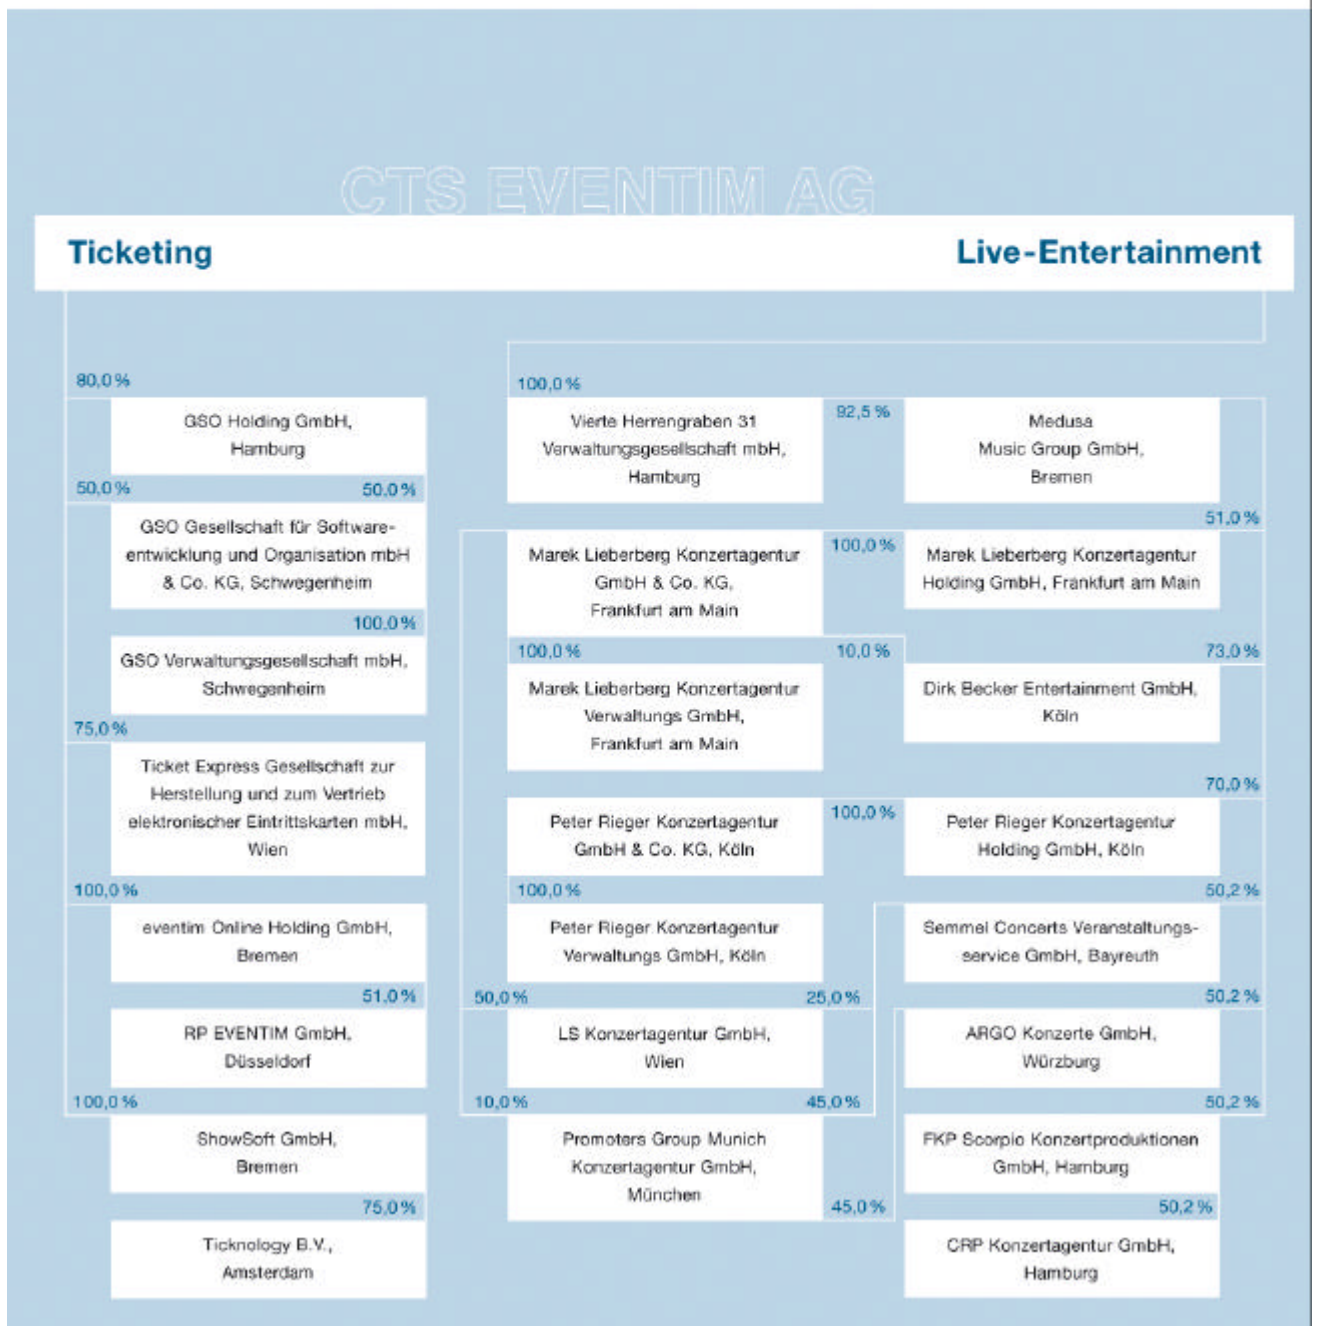 CTS EVENTIM AG
Ticketing
Live-Entertainment
80,0 %
GSO Holding GmbH,
Hamburg
50,0 %
50,0 %
GSO Gesellschaft für Software-
entwicklung und Organisation mbH
& Co. KG, Schwegenheim
100,0 %
GSO Verwaltungsgesellschaft mbH,
Schwegenheim
75,0 %
Ticket Express Gesellschaft zur
Herstellung und zum Vertrieb
elektronischer Eintrittskarten mbH,
Wien
100,0 %
eventim Online Holding GmbH,
Bremen
51,0 %
RP EVENTIM GmbH,
Düsseldorf
100,0 %
ShowSoft GmbH,
Bremen
75,0 %
Ticknology B.V.,
Amsterdam
100,0 %
Vierte Herrengraben 31
Verwaltungsgesellschaft mbH,
Hamburg
92,5 %
Marek Lieberberg Konzertagentur
GmbH & Co. KG,
Frankfurt am Main
100,0 %
100,0 %
10,0 %
Marek Lieberberg Konzertagentur
Verwaltungs GmbH,
Frankfurt am Main
Peter Rieger Konzertagentur
GmbH & Co. KG, Köln
100,0 %
100,0 %
Peter Rieger Konzertagentur
Verwaltungs GmbH, Köln
50,0 %
25,0 %
LS Konzertagentur GmbH,
Wien
10,0 %
45,0 %
Promoters Group Munich
Konzertagentur GmbH,
München
45,0 %
Medusa
Music Group GmbH,
Bremen
51,0 %
Marek Lieberberg Konzertagentur
Holding GmbH, Frankfurt am Main
73,0 %
Dirk Becker Entertainment GmbH,
Köln
70,0 %
Peter Rieger Konzertagentur
Holding GmbH, Köln
50,2 %
Semmel Concerts Veranstaltungs-
service GmbH, Bayreuth
50,2 %
ARGO Konzerte GmbH,
Würzburg
50,2 %
FKP Scorpio Konzertproduktionen
GmbH, Hamburg
50,2 %
CRP Konzertagentur GmbH,
Hamburg